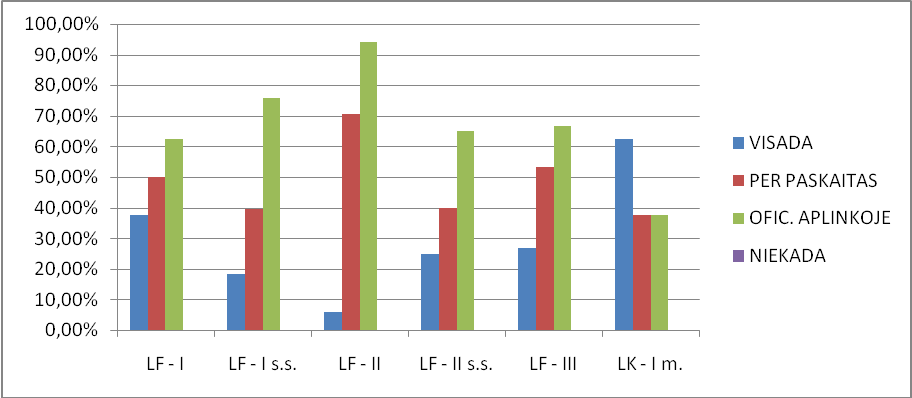 100,00%
90,00%
80,00%
70,00%
60,00%
50,00%
40,00%
30,00%
20,00%
10,00%
0,00%
LF - I
LF - I s.s.
LF - II
LF - II s.s.
LF - III
LK - I m.
VISADA
PER PASKAITAS
OFIC. APLINKOJE
NIEKADA